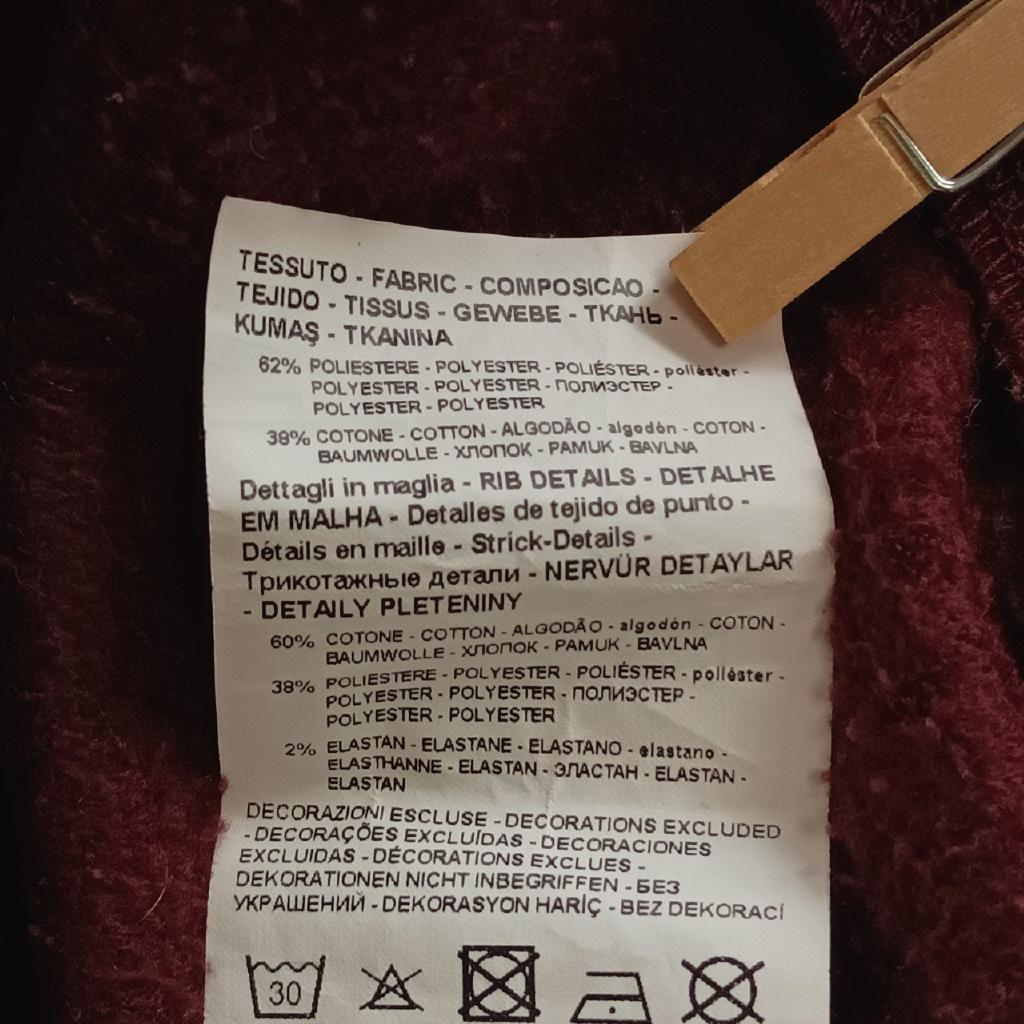 TESSUTO - FABRIC - COMPOSICAO -
TEJIDO - TISSUS - GEWEBE - ТКАНЬ -
KUMAŞ - TKANINA
62% POLIESTERE - POLYESTER - POLIÉSTER - poliéster -
POLYESTER - POLYESTER - ПОЛИЭСТЕР -
POLYESTER - POLYESTER
38% COTONE - COTTON - ALGODÃO - algodón - COTON -
BAUMWOLLE - ХЛОПОК - PAMUK - BAVLNA
Dettagli in maglia - RIB DETAILS - DETALHE
EM MALHA - Detalles de tejido de punto -
Détails en maille - Strick-Details -
Трикотажные детали - NERVÜR DETAYLAR
- DETAILY PLETENINY
60% COTONE - COTTON - ALGODÃO - algodón - COTON -
BAUMWOLLE - ХЛОПОК - PAMUK - BAVLNA
38% POLIESTERE - POLYESTER - POLIÉSTER - poliéster -
POLYESTER - POLYESTER - ПОЛИЭСТЕР -
POLYESTER - POLYESTER
2% ELASTAN - ELASTANE - ELASTANO - elastano -
ELASTHANNE - ELASTAN - ЭЛАСТАН - ELASTAN -
ELASTAN
DECORAZIONI ESCLUSE - DECORATIONS EXCLUDED
- DECORAÇÕES EXCLUÍDAS - DECORACIONES
EXCLUIDAS - DÉCORATIONS EXCLUES -
DEKORATIONEN NICHT INBEGRIFFEN - БЕЗ
УКРАШЕНИЙ - DEKORASYON HARİÇ - BEZ DEKORACÍ
30